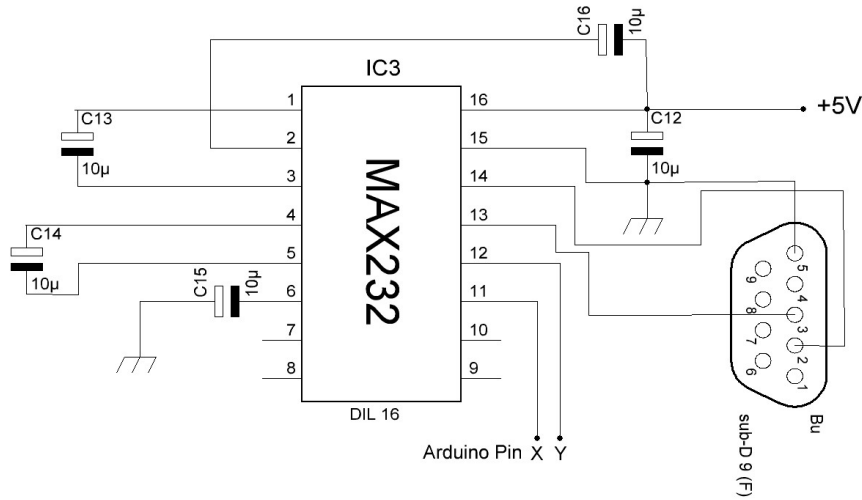 C16
10µ
IC3
1
16
+5V
C13
C12
2
15
10µ
10µ
3
14
MAX232
4
13
C14
5
12
10µ
C15
10µ
6
11
7
10
8
9
DIL 16
5
9
4
8
3
7
2
6
1
Arduino Pin X Y
Bu
sub-D 9 (F)